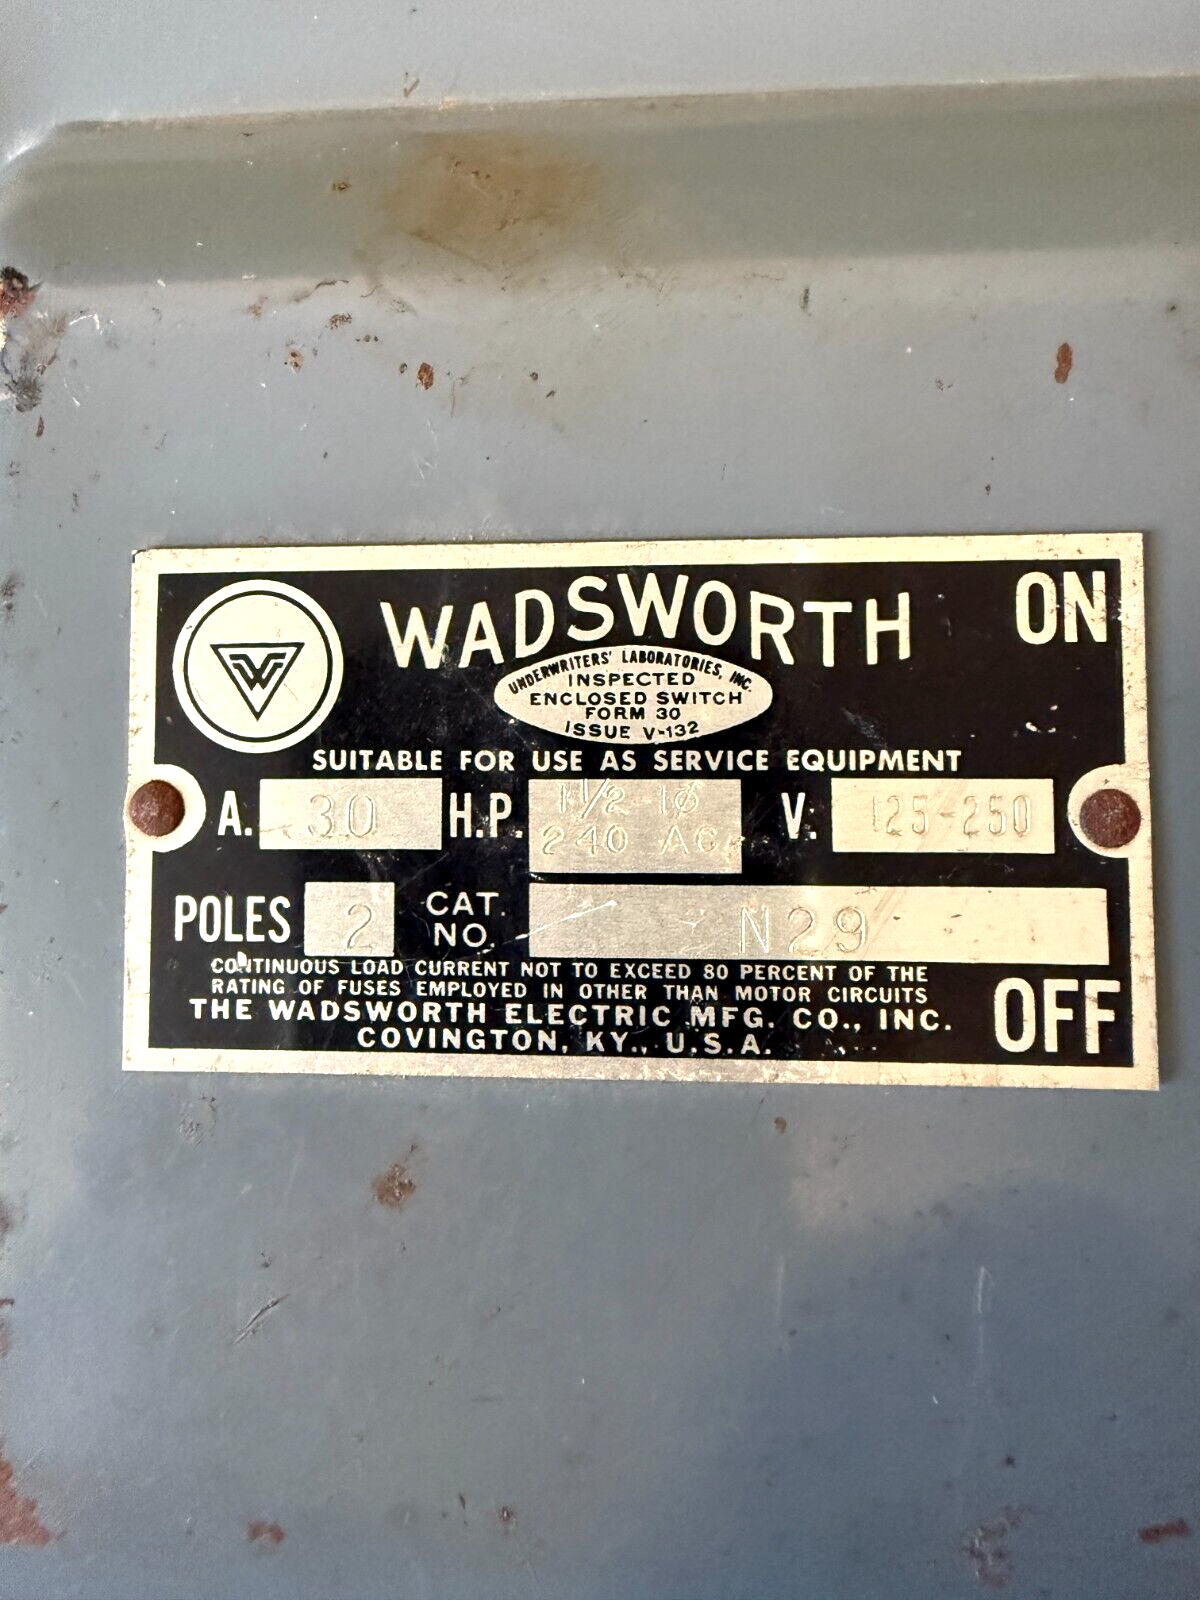 WADSWORTH ON
W
UNDERWRITERS' LABORATORIES, INC.
INSPECTED
ENCLOSED SWITCH
FORM 30
ISSUE V-132
SUITABLE FOR USE AS SERVICE EQUIPMENT
A. 30 H.P. 1 1/2 1ø V. 125-250
240 AC
POLES 2 CAT. NO. N29
CONTINUOUS LOAD CURRENT NOT TO EXCEED 80 PERCENT OF THE
RATING OF FUSES EMPLOYED IN OTHER THAN MOTOR CIRCUITS
THE WADSWORTH ELECTRIC MFG. CO., INC.
COVINGTON, KY., U.S.A.
OFF